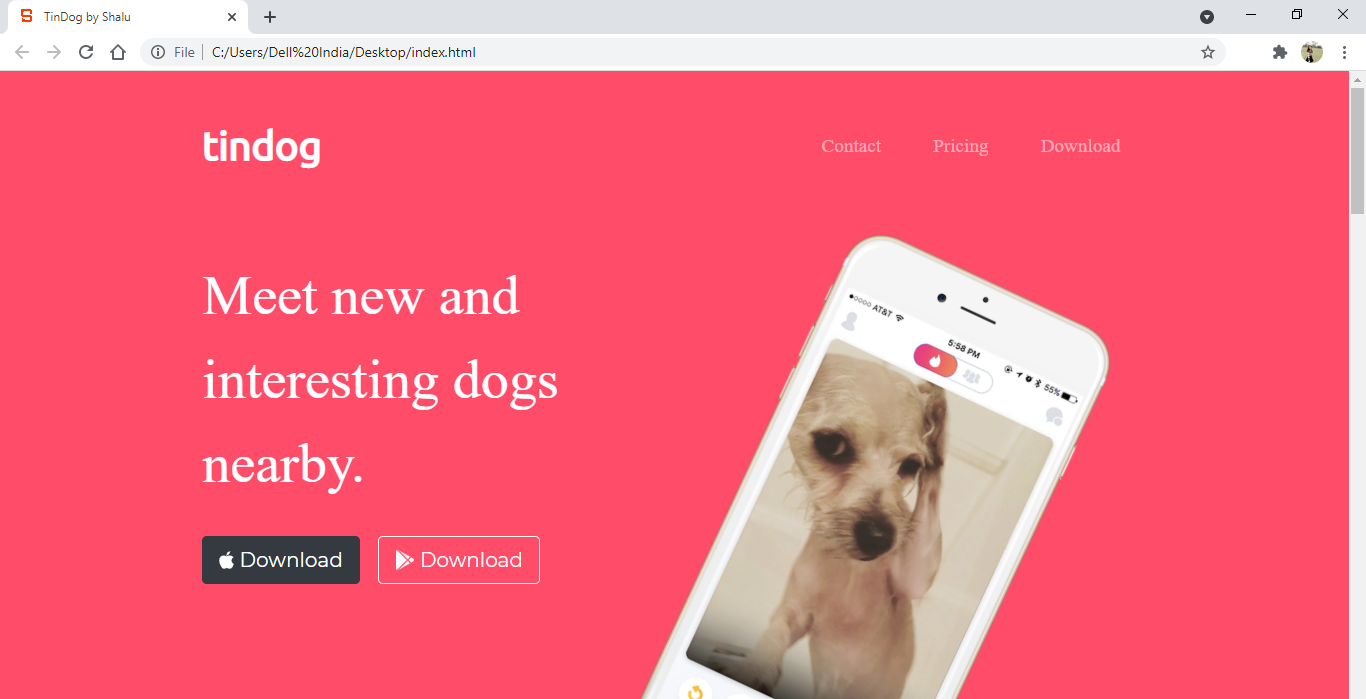 TinDog by Shalu
File
C:/Users/Dell%20India/Desktop/index.html
tindog
Contact Pricing Download
Meet new and
interesting dogs
nearby.
Download Download
AT&T
5:58 PM
55%